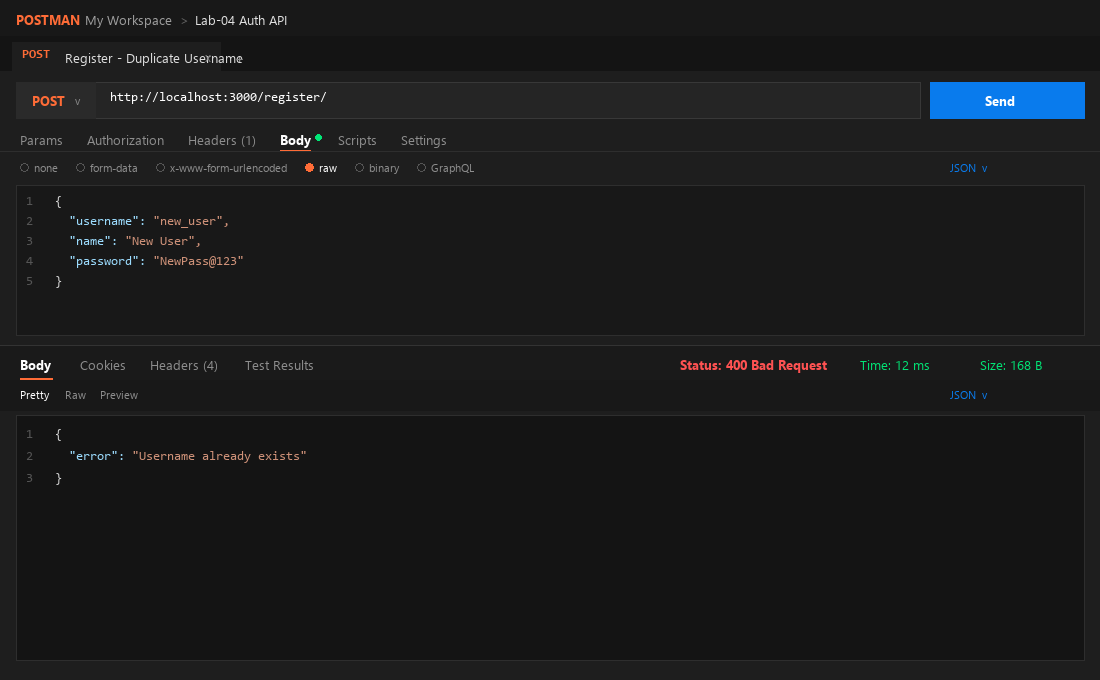 POSTMAN My Workspace > Lab-04 Auth API
POST Register - Duplicate Username
POST v http://localhost:3000/register/ Send
Params Authorization Headers (1) Body Scripts Settings
none form-data x-www-form-urlencoded raw binary GraphQL JSON v
1 {
2 "username": "new_user",
3 "name": "New User",
4 "password": "NewPass@123"
5 }
Body Cookies Headers (4) Test Results Status: 400 Bad Request Time: 12 ms Size: 168 B
Pretty Raw Preview JSON v
1 {
2 "error": "Username already exists"
3 }